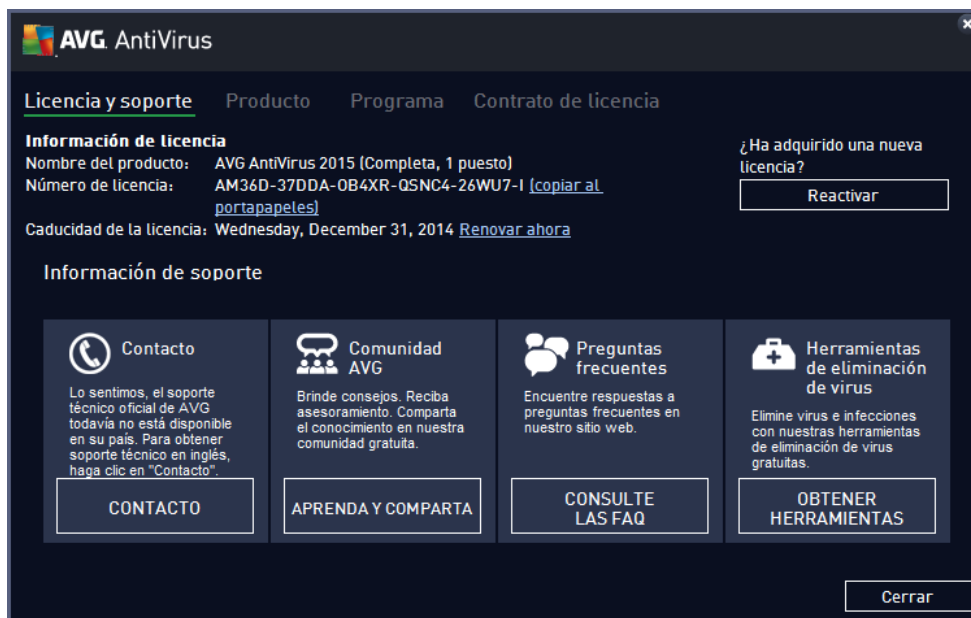 AVG AntiVirus
Licencia y soporte Producto Programa Contrato de licencia
Información de licencia
Nombre del producto: AVG AntiVirus 2015 (Completa, 1 puesto)
Número de licencia: AM36D-37DDA-OB4XR-QSNC4-26WU7-I (copiar al
portapapeles)
Caducidad de la licencia: Wednesday, December 31, 2014 Renovar ahora
¿Ha adquirido una nueva
licencia?
Reactivar
Información de soporte
Contacto
Lo sentimos, el soporte
técnico oficial de AVG
todavía no está disponible
en su país. Para obtener
soporte técnico en inglés,
haga clic en "Contacto".
CONTACTO
Comunidad
AVG
Brinde consejos. Reciba
asesoramiento. Comparta
el conocimiento en nuestra
comunidad gratuita.
APRENDA Y COMPARTA
Preguntas
frecuentes
Encuentre respuestas a
preguntas frecuentes en
nuestro sitio web.
CONSULTE
LAS FAQ
Herramientas
de eliminación
de virus
Elimine virus e infecciones
con nuestras herramientas
de eliminación de virus
gratuitas.
OBTENER
HERRAMIENTAS
Cerrar